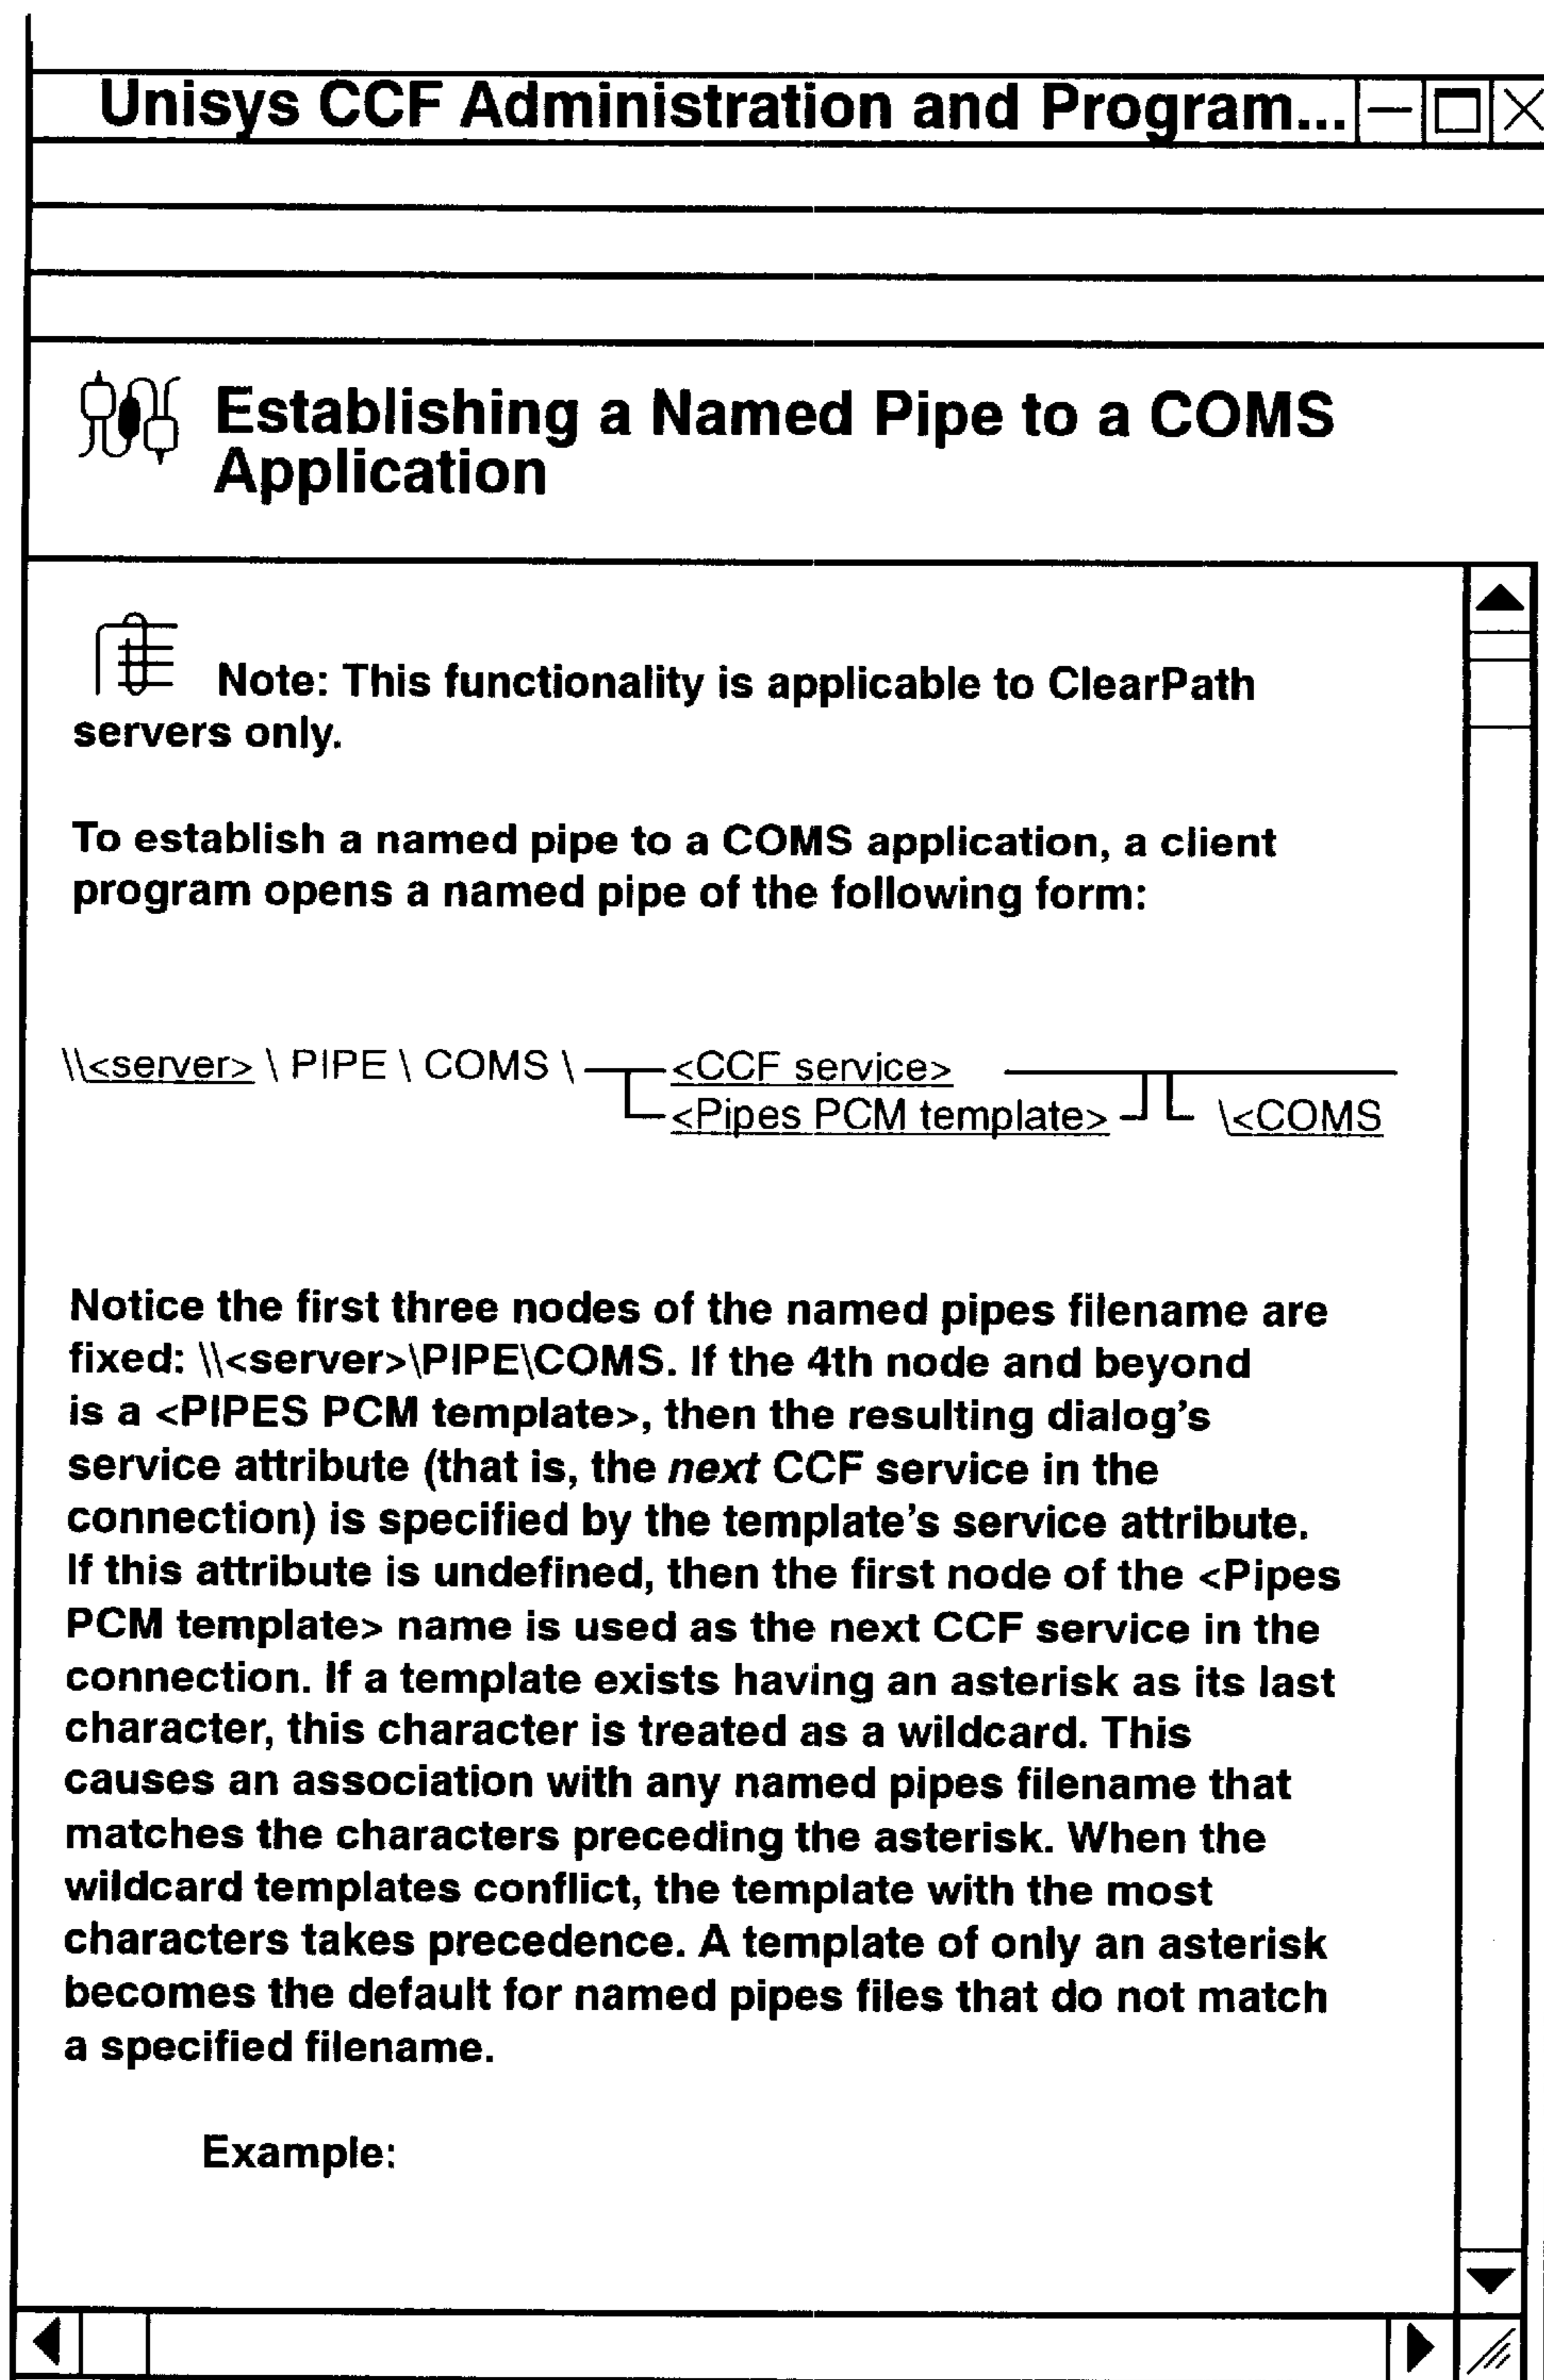 Unisys CCF Administration and Program...
Establishing a Named Pipe to a COMS
Application
Note: This functionality is applicable to ClearPath
servers only.
To establish a named pipe to a COMS application, a client
program opens a named pipe of the following form:
\\<server> \ PIPE \ COMS \ <CCF service>
<Pipes PCM template> \<COMS
Notice the first three nodes of the named pipes filename are
fixed: \\<server>\PIPE\COMS. If the 4th node and beyond
is a <PIPES PCM template>, then the resulting dialog's
service attribute (that is, the next CCF service in the
connection) is specified by the template's service attribute.
If this attribute is undefined, then the first node of the <Pipes
PCM template> name is used as the next CCF service in the
connection. If a template exists having an asterisk as its last
character, this character is treated as a wildcard. This
causes an association with any named pipes filename that
matches the characters preceding the asterisk. When the
wildcard templates conflict, the template with the most
characters takes precedence. A template of only an asterisk
becomes the default for named pipes files that do not match
a specified filename.
Example: